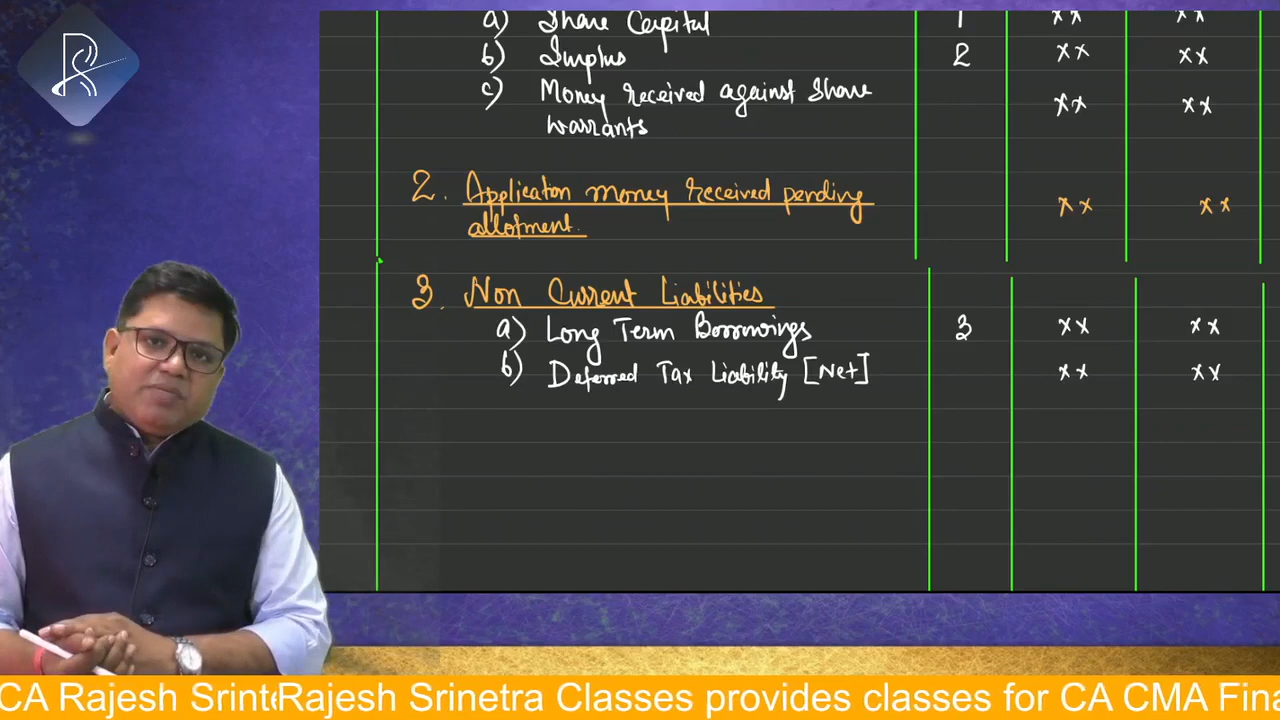 a) Share Capital 1 xx xx
b) Surplus 2 xx xx
c) Money received against Share xx xx
warrants
2. Application money received pending xx xx
allotment.
3. Non Current Liabilities
a) Long Term Borrowings 3 xx xx
b) Deferred Tax Liability [Net] xx xx
CA Rajesh Srinte Rajesh Srinetra Classes provides classes for CA CMA Fina